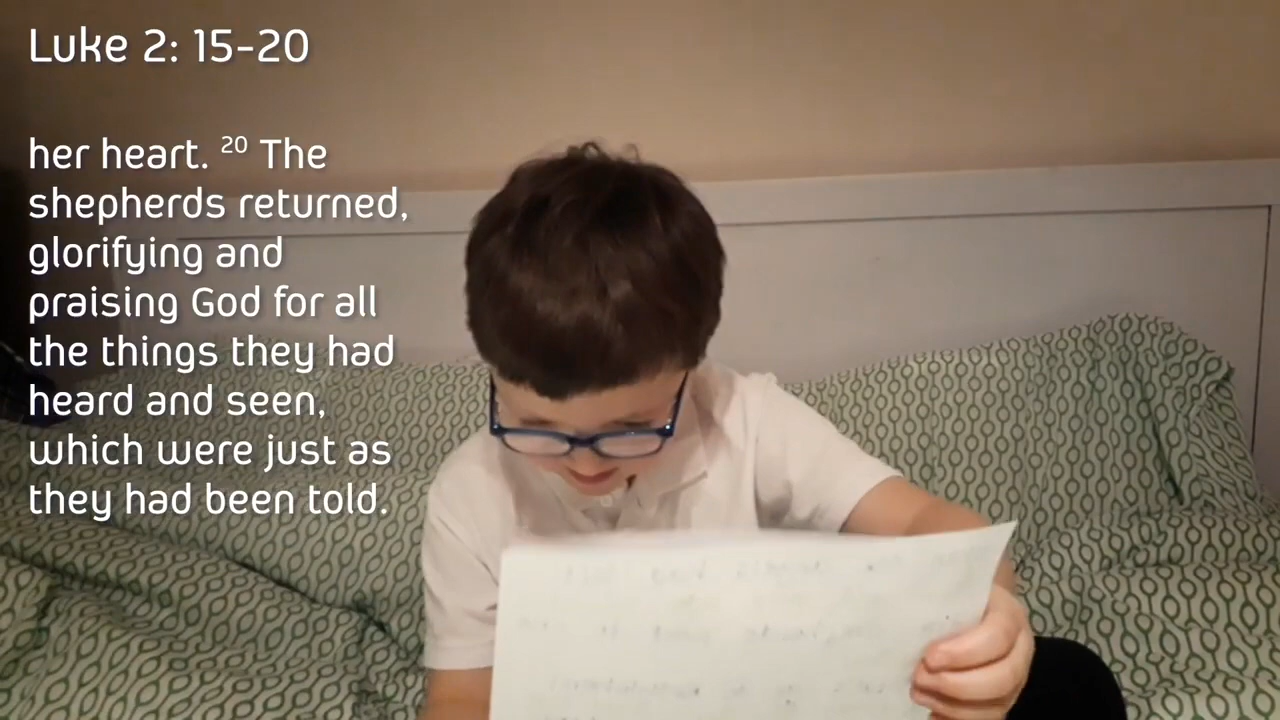 Luke 2: 15-20
her heart. ²⁰ The
shepherds returned,
glorifying and
praising God for all
the things they had
heard and seen,
which were just as
they had been told.